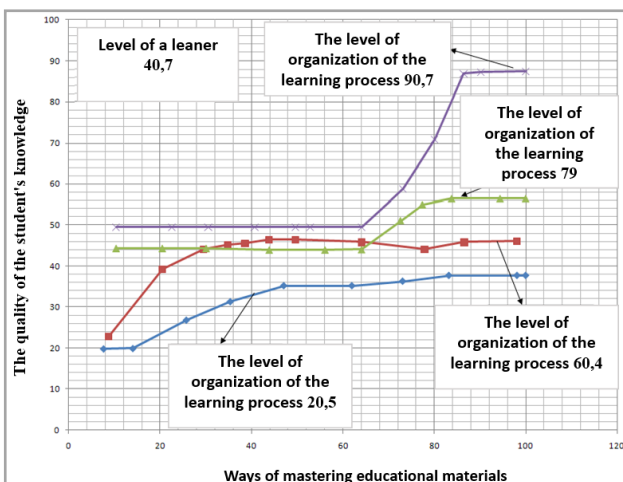 100
90
80
70
60
50
40
30
20
10
0
0 20 40 60 80 100 120
The quality of the student's knowledge
Ways of mastering educational materials
Level of a leaner
40,7
The level of
organization of the
learning process 90,7
The level of
organization of
the learning
process 79
The level of
organization of the
learning process 60,4
The level of
organization of the
learning process 20,5